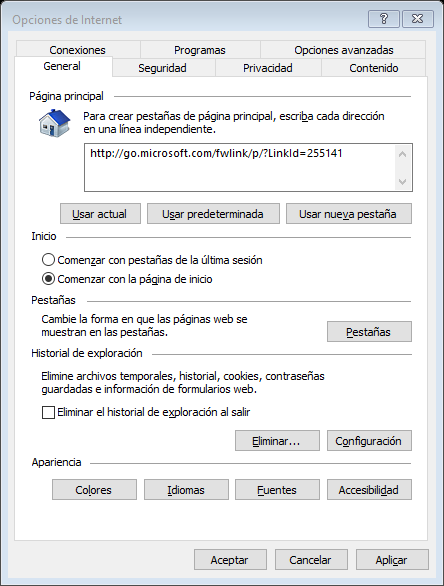 Opciones de Internet
Conexiones Programas Opciones avanzadas
General Seguridad Privacidad Contenido
Página principal
Para crear pestañas de página principal, escriba cada dirección
en una línea independiente.
http://go.microsoft.com/fwlink/p/?LinkId=255141
Usar actual Usar predeterminada Usar nueva pestaña
Inicio
Comenzar con pestañas de la última sesión
Comenzar con la página de inicio
Pestañas
Cambie la forma en que las páginas web se
muestran en las pestañas.
Pestañas
Historial de exploración
Elimine archivos temporales, historial, cookies, contraseñas
guardadas e información de formularios web.
Eliminar el historial de exploración al salir
Eliminar... Configuración
Apariencia
Colores Idiomas Fuentes Accesibilidad
Aceptar Cancelar Aplicar